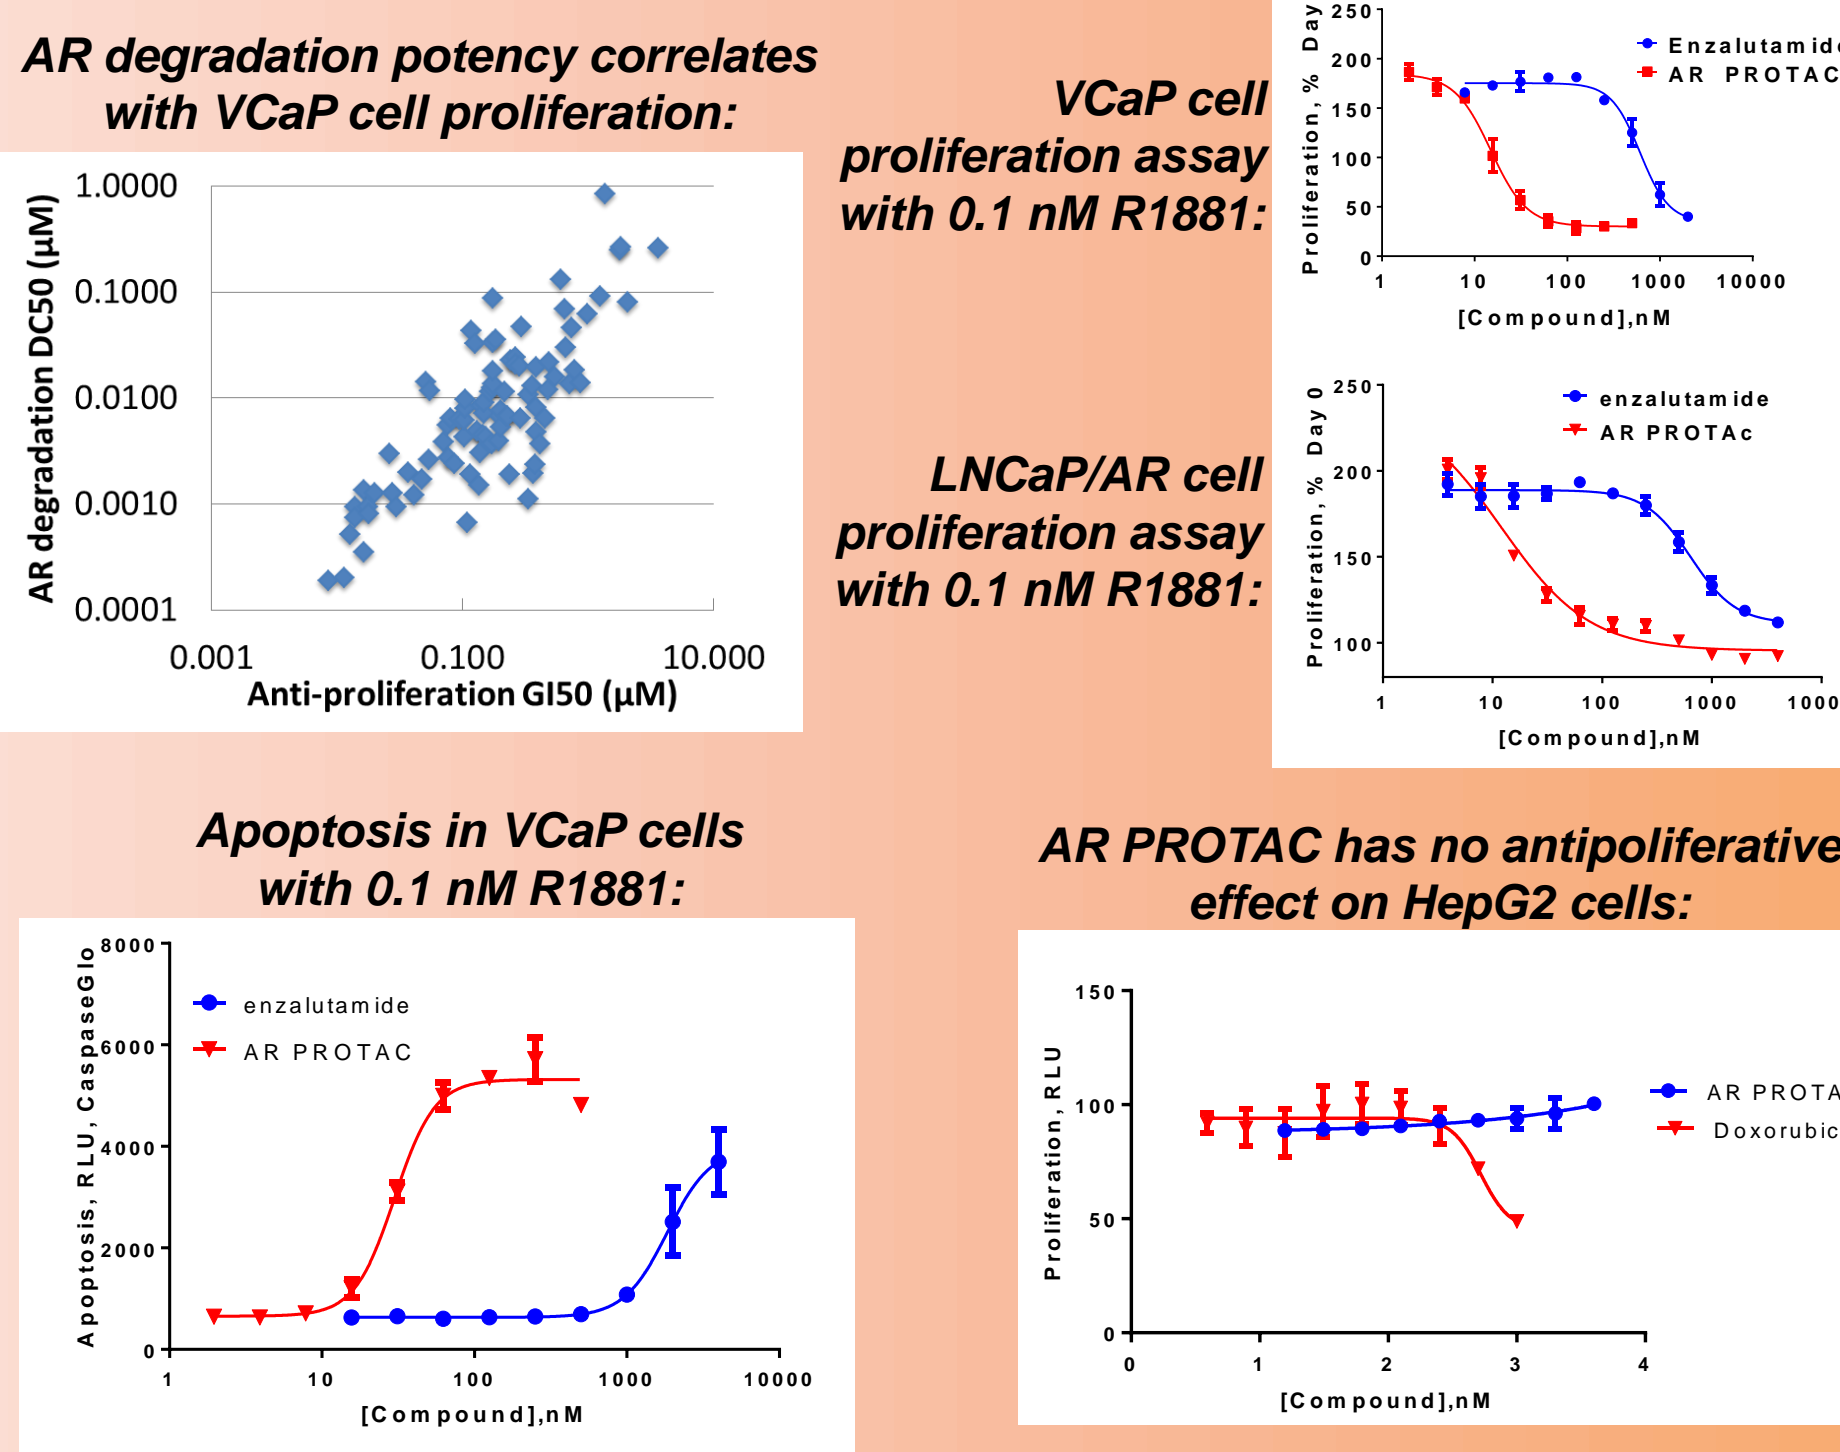 AR degradation potency correlates
with VCaP cell proliferation:
AR degradation DC50 (µM)
1.0000
0.1000
0.0100
0.0010
0.0001
0.001
0.100
10.000
Anti-proliferation GI50 (µM)
VCaP cell
proliferation assay
with 0.1 nM R1881:
Proliferation, % Day
250
200
150
100
50
0
1
10
100
1000
10000
[Compound],nM
Enzalutamide
AR PROTAC
LNCaP/AR cell
proliferation assay
with 0.1 nM R1881:
Proliferation, % Day 0
250
200
150
100
1
10
100
1000
1000
[Compound],nM
enzalutamide
AR PROTAc
Apoptosis in VCaP cells
with 0.1 nM R1881:
Apoptosis, RLU, CaspaseGlo
8000
6000
4000
2000
0
1
10
100
1000
10000
[Compound],nM
enzalutamide
AR PROTAC
AR PROTAC has no antipoliferative
effect on HepG2 cells:
Proliferation, RLU
150
100
50
0
0
1
2
3
4
[Compound],nM
AR PROTA
Doxorubic